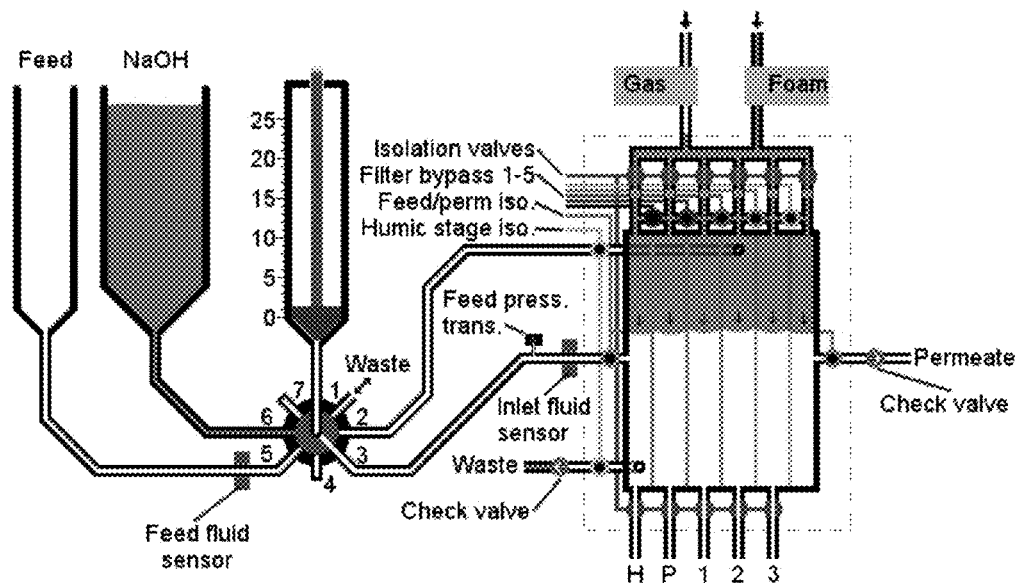 Feed
NaOH
25
20
15
10
5
0
Gas
Foam
Isolation valves
Filter bypass 1-5
Feed/perm iso.
Humic stage iso.
Feed press.
trans.
Waste
7
1
6
2
5
3
4
Inlet fluid
sensor
Permeate
Check valve
Waste
Check valve
Feed fluid
sensor
H P 1 2 3